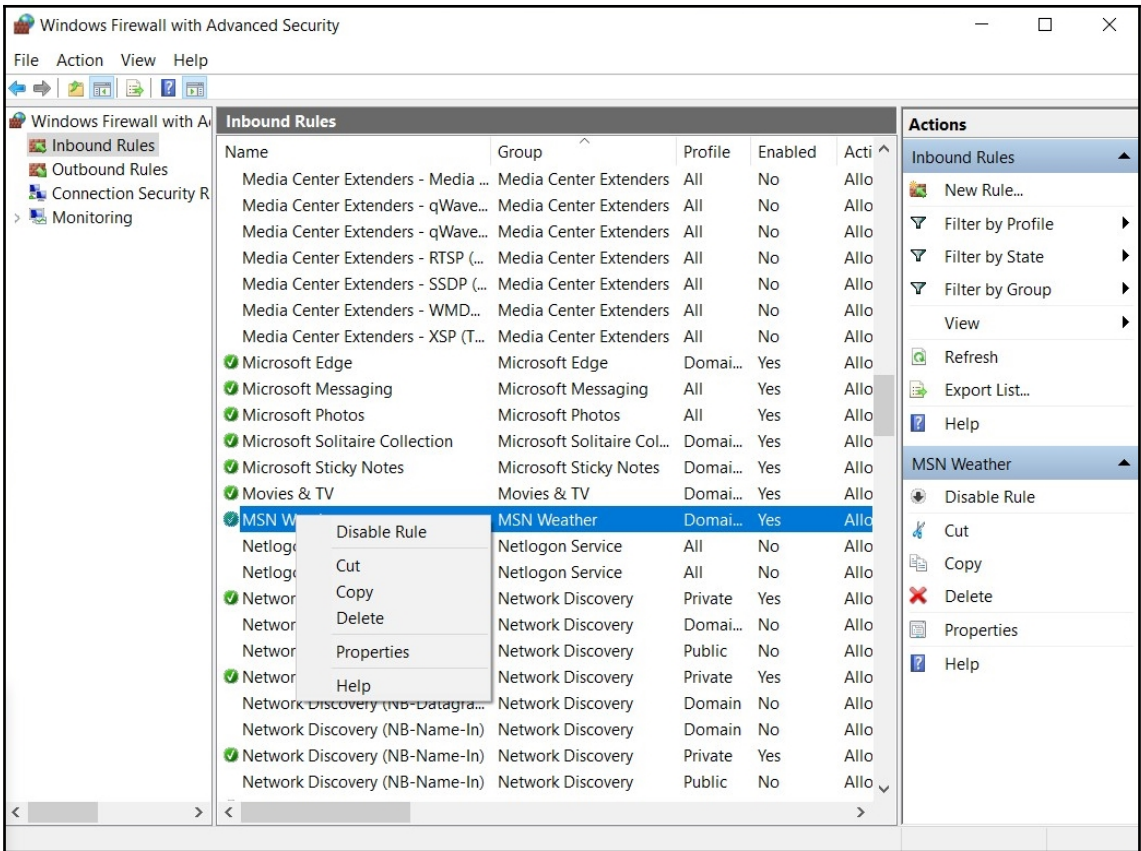 Windows Firewall with Advanced Security
File Action View Help
Windows Firewall with A
Inbound Rules
Outbound Rules
Connection Security R
Monitoring
Inbound Rules
Name Group Profile Enabled Acti
Media Center Extenders - Media ... Media Center Extenders All No Allo
Media Center Extenders - qWave... Media Center Extenders All No Allo
Media Center Extenders - qWave... Media Center Extenders All No Allo
Media Center Extenders - RTSP (... Media Center Extenders All No Allo
Media Center Extenders - SSDP (... Media Center Extenders All No Allo
Media Center Extenders - WMD... Media Center Extenders All No Allo
Media Center Extenders - XSP (T... Media Center Extenders All No Allo
Microsoft Edge Microsoft Edge Domai... Yes Allo
Microsoft Messaging Microsoft Messaging All Yes Allo
Microsoft Photos Microsoft Photos All Yes Allo
Microsoft Solitaire Collection Microsoft Solitaire Col... Domai... Yes Allo
Microsoft Sticky Notes Microsoft Sticky Notes Domai... Yes Allo
Movies & TV Movies & TV Domai... Yes Allo
MSN W MSN Weather Domai... Yes Allo
Netlogo Netlogon Service All No Allo
Netlogo Netlogon Service All No Allo
Networ Network Discovery Private Yes Allo
Networ Network Discovery Domai... No Allo
Networ Network Discovery Public No Allo
Networ Network Discovery Private Yes Allo
Network Discovery (NB-Datagra... Network Discovery Domain No Allo
Network Discovery (NB-Name-In) Network Discovery Domain No Allo
Network Discovery (NB-Name-In) Network Discovery Private Yes Allo
Network Discovery (NB-Name-In) Network Discovery Public No Allo
Disable Rule
Cut
Copy
Delete
Properties
Help
Actions
Inbound Rules
New Rule...
Filter by Profile
Filter by State
Filter by Group
View
Refresh
Export List...
Help
MSN Weather
Disable Rule
Cut
Copy
Delete
Properties
Help